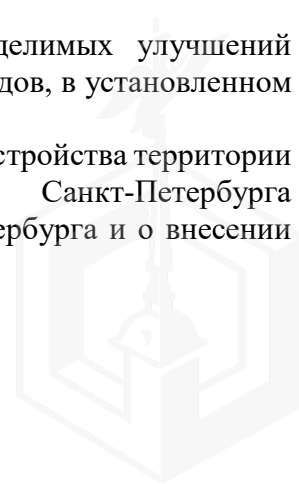 делимых улучшений
дов, в установленном
стройства территории
Санкт-Петербурга
ербурга и о внесении